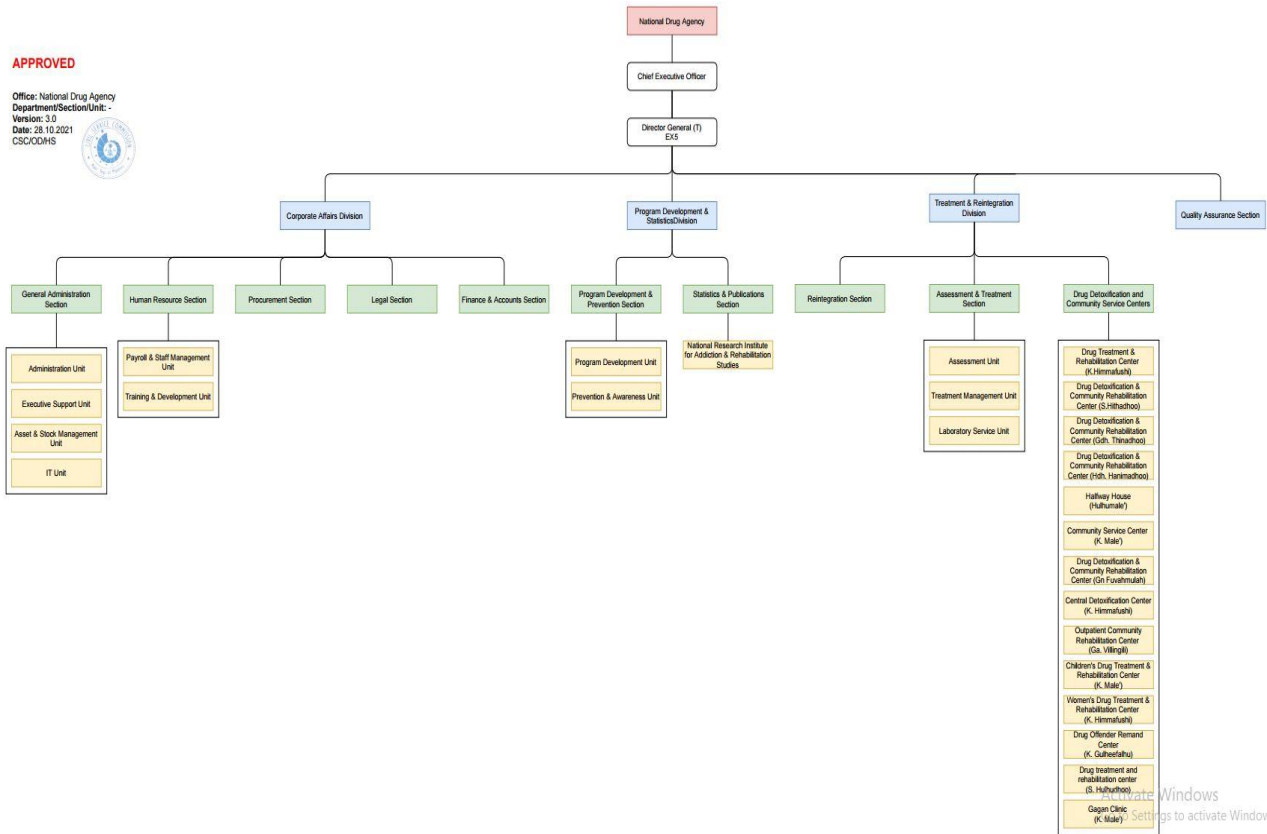 National Drug Agency
APPROVED
Chief Executive Officer
Office: National Drug Agency
Department/Section/Unit: -
Version: 3.0
Date: 28.10.2021
CSC/OD/HS
Director General (T)
EX5
Corporate Affairs Division
Program Development &
StatisticsDivision
Treatment & Reintegration
Division
Quality Assurance Section
General Administration
Section
Human Resource Section
Procurement Section
Legal Section
Finance & Accounts Section
Program Development &
Prevention Section
Statistics & Publications
Section
Reintegration Section
Assessment & Treatment
Section
Drug Detoxification and
Community Service Centers
Administration Unit
Executive Support Unit
Asset & Stock Management
Unit
IT Unit
Payroll & Staff Management
Unit
Training & Development Unit
Program Development Unit
Prevention & Awareness Unit
National Research Institute
for Addiction & Rehabilitation
Studies
Assessment Unit
Treatment Management Unit
Laboratory Service Unit
Drug Treatment &
Rehabilitation Center
(K.Himmafushi)
Drug Detoxification &
Community Rehabilitation
Center (S.Hithadhoo)
Drug Detoxification &
Community Rehabilitation
Center (Gdh. Thinadhoo)
Drug Detoxification &
Community Rehabilitation
Center (Hdh. Hanimadhoo)
Halfway House
(Hulhumale')
Community Service Center
(K. Male')
Drug Detoxification &
Community Rehabilitation
Center (Gn Fuvahmulah)
Central Detoxification Center
(K. Himmafushi)
Outpatient Community
Rehabilitation Center
(Ga. Villingili)
Children's Drug Treatment &
Rehabilitation Center
(K. Male')
Women's Drug Treatment &
Rehabilitation Center
(K. Himmafushi)
Drug Offender Remand
Center
(K. Gulheefalhu)
Drug treatment and
rehabilitation center
(S. Hulhudhoo)
Gagan Clinic
(K. Male')
Activate Windows
Settings to activate Window